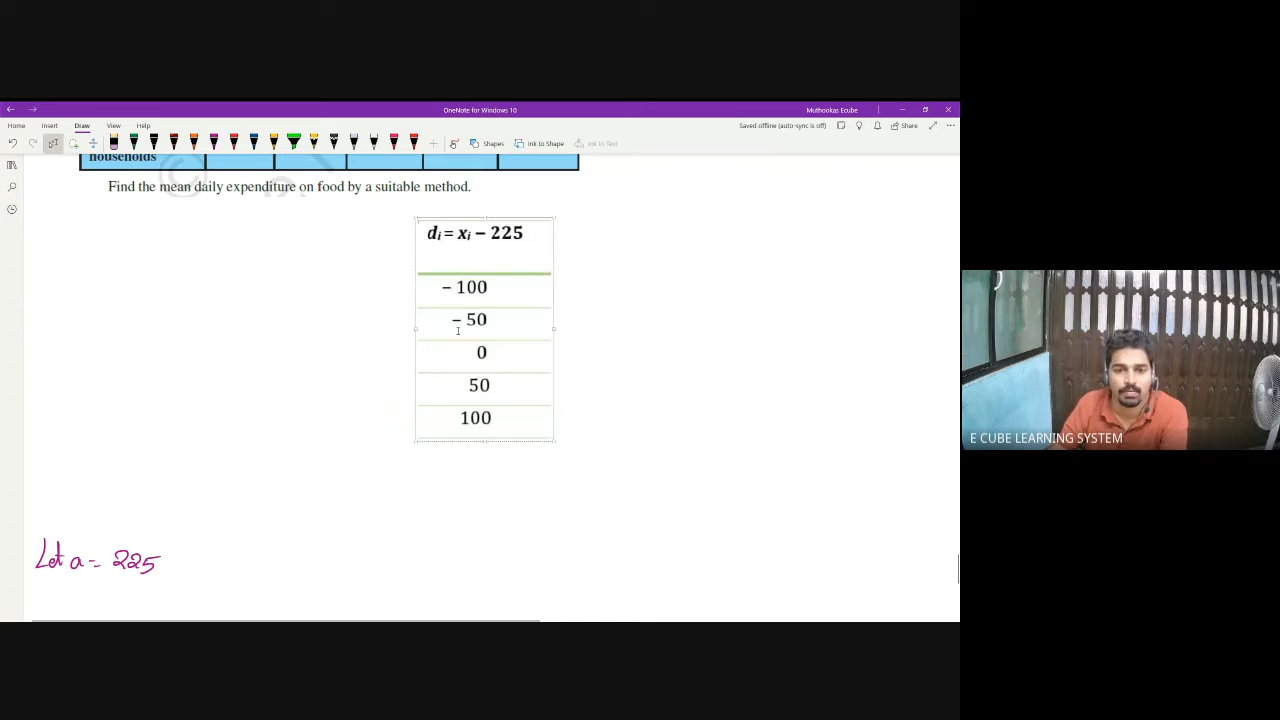 OneNote for Windows 10
Muthookas Ecube
Home Insert Draw View Help
Saved offline (auto-sync is off)
Share
Shapes
Ink to Shape
Ink to Text
households
Find the mean daily expenditure on food by a suitable method.
dᵢ = xᵢ − 225
− 100
− 50
0
50
100
Let a = 225
E CUBE LEARNING SYSTEM